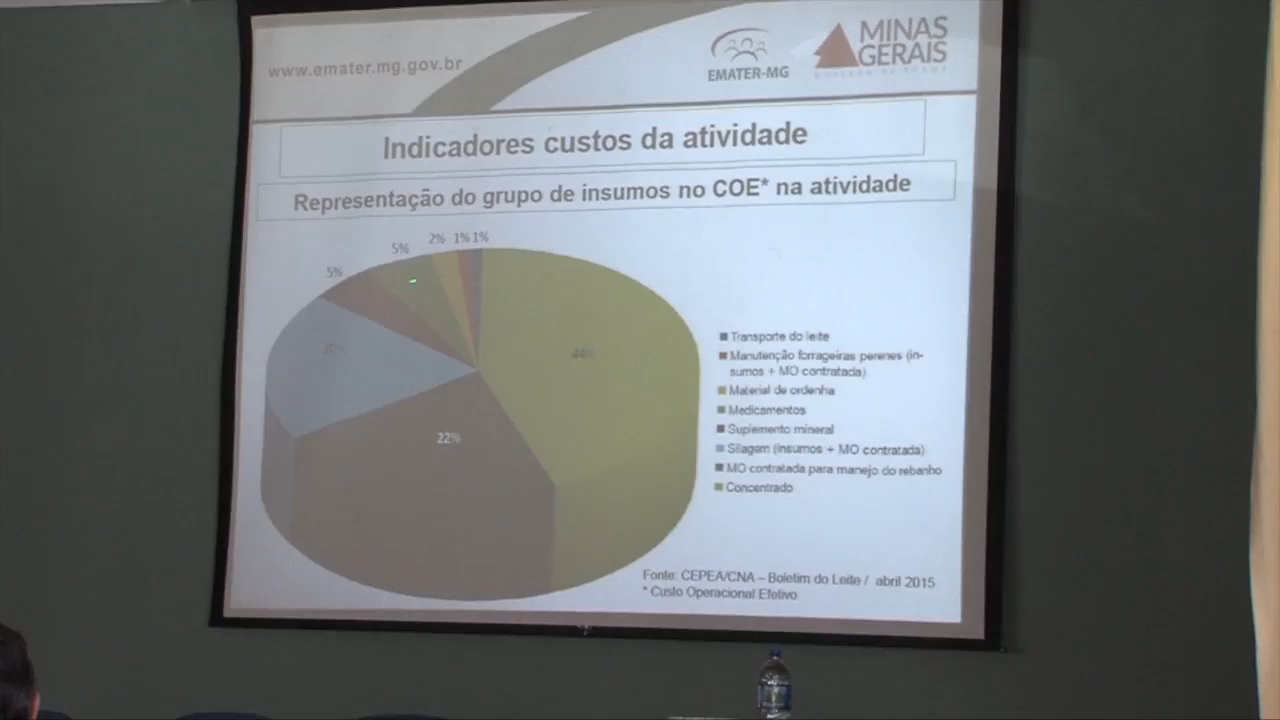 www.emater.mg.gov.br
EMATER-MG
MINAS
GERAIS
Indicadores custos da atividade
Representação do grupo de insumos no COE* na atividade
5%
5%
2%
1%
1%
20%
44%
22%
Transporte do leite
Manutenção forrageiras perenes (in-
sumos + MO contratada)
Material de ordenha
Medicamentos
Suplemento mineral
Silagem (insumos + MO contratada)
MO contratada para manejo do rebanho
Concentrado
Fonte: CEPEA/CNA – Boletim do Leite / abril 2015
* Custo Operacional Efetivo